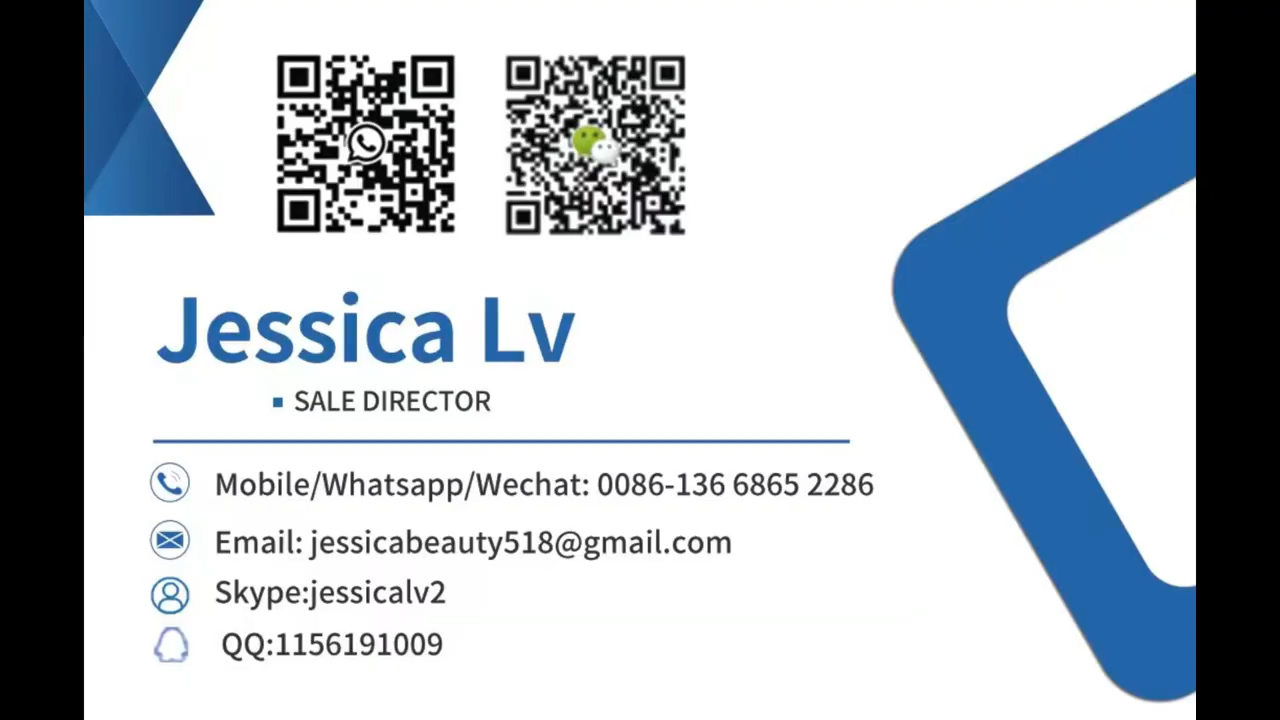 Jessica Lv
SALE DIRECTOR
Mobile/Whatsapp/Wechat: 0086-136 6865 2286
Email: jessicabeauty518@gmail.com
Skype:jessicalv2
QQ:1156191009